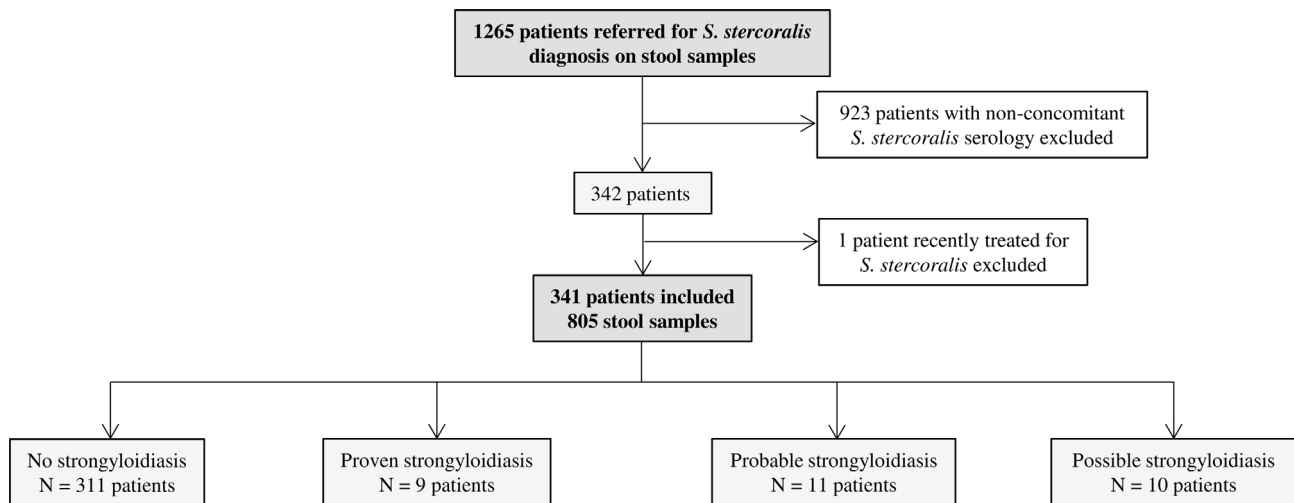 1265 patients referred for S. stercoralis
diagnosis on stool samples
923 patients with non-concomitant
S. stercoralis serology excluded
342 patients
1 patient recently treated for
S. stercoralis excluded
341 patients included
805 stool samples
No strongyloidiasis
N = 311 patients
Proven strongyloidiasis
N = 9 patients
Probable strongyloidiasis
N = 11 patients
Possible strongyloidiasis
N = 10 patients